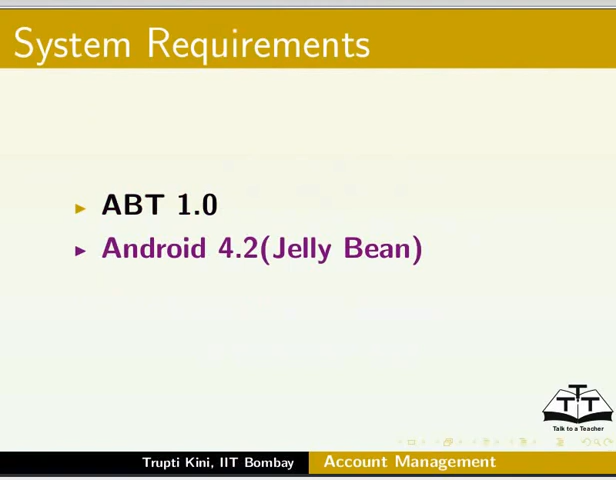 System Requirements
ABT 1.0
Android 4.2(Jelly Bean)
TTT
Talk to a Teacher
Trupti Kini, IIT Bombay Account Management